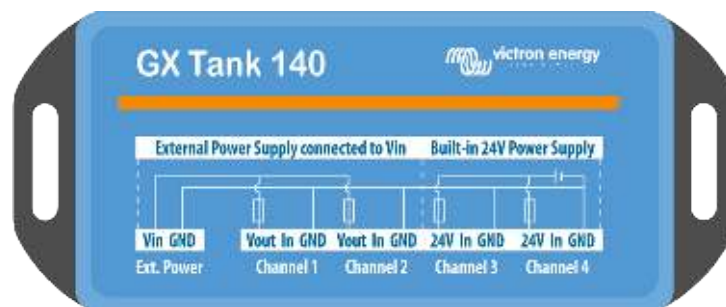 GX Tank 140
victron energy
External Power Supply connected to Vin Built-in 24V Power Supply
Vin GND Vout In GND Vout In GND 24V In GND 24V In GND
Ext. Power Channel 1 Channel 2 Channel 3 Channel 4